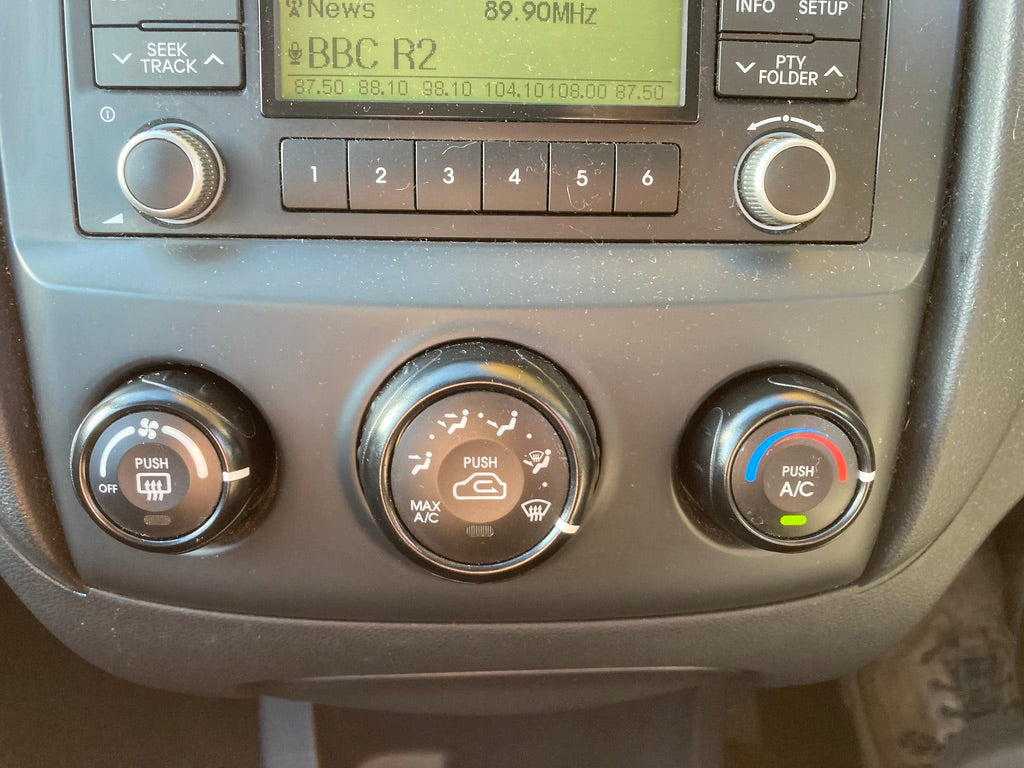 News 89.90MHz
BBC R2
87.50 88.10 98.10 104.10 108.00 87.50
SEEK
TRACK
INFO SETUP
PTY
FOLDER
1 2 3 4 5 6
OFF
PUSH
MAX
A/C
PUSH
PUSH
A/C